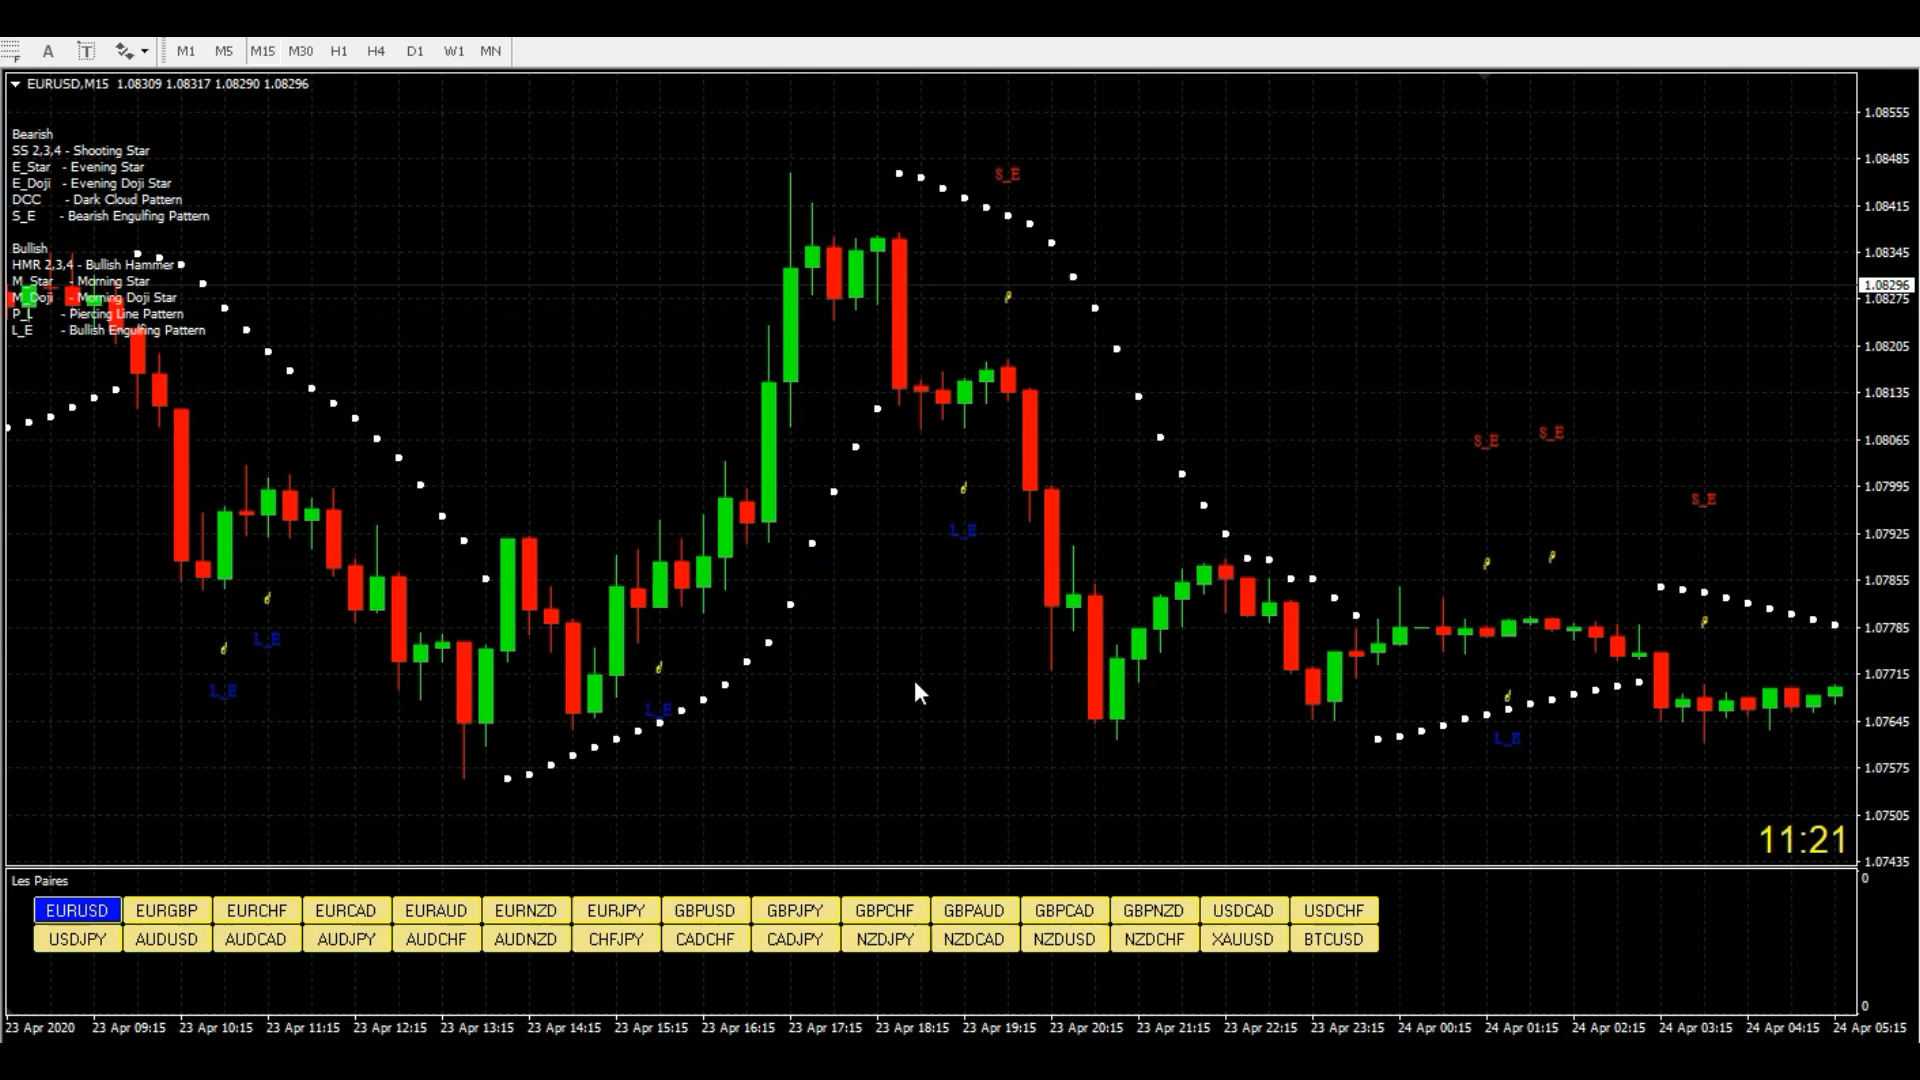 F A T M1 M5 M15 M30 H1 H4 D1 W1 MN
EURUSD,M15 1.08309 1.08317 1.08290 1.08296
Bearish
SS 2,3,4 - Shooting Star
E_Star - Evening Star
E_Doji - Evening Doji Star
DCC - Dark Cloud Pattern
S_E - Bearish Engulfing Pattern
Bullish
HMR 2,3,4 - Bullish Hammer
M_Star - Morning Star
M_Doji - Morning Doji Star
P_L - Piercing Line Pattern
L_E - Bullish Engulfing Pattern
S_E
S_E
S_E
S_E
L_E
L_E
L_E
L_E
L_E
1.08555
1.08485
1.08415
1.08345
1.08296
1.08275
1.08205
1.08135
1.08065
1.07995
1.07925
1.07855
1.07785
1.07715
1.07645
1.07575
1.07505
1.07435
11:21
Les Paires
0
EURUSD EURGBP EURCHF EURCAD EURAUD EURNZD EURJPY GBPUSD GBPJPY GBPCHF GBPAUD GBPCAD GBPNZD USDCAD USDCHF
USDJPY AUDUSD AUDCAD AUDJPY AUDCHF AUDNZD CHFJPY CADCHF CADJPY NZDJPY NZDCAD NZDUSD NZDCHF XAUUSD BTCUSD
0
23 Apr 2020 23 Apr 09:15 23 Apr 10:15 23 Apr 11:15 23 Apr 12:15 23 Apr 13:15 23 Apr 14:15 23 Apr 15:15 23 Apr 16:15 23 Apr 17:15 23 Apr 18:15 23 Apr 19:15 23 Apr 20:15 23 Apr 21:15 23 Apr 22:15 23 Apr 23:15 24 Apr 00:15 24 Apr 01:15 24 Apr 02:15 24 Apr 03:15 24 Apr 04:15 24 Apr 05:15